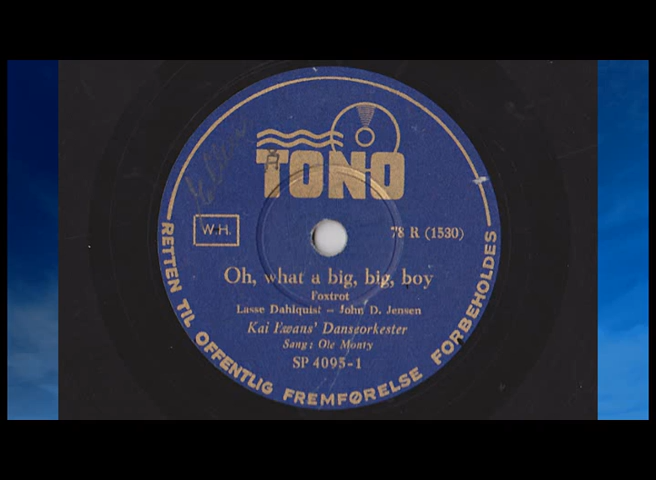 TONO
W.H.
78 R (1530)
Oh, what a big, big, boy
Foxtrot
Lasse Dahlquist – John D. Jensen
Kai Ewans' Danseorkester
Sang: Ole Monty
SP 4095-1
RETTEN TIL OFFENTLIG FREMFØRELSE FORBEHOLDES